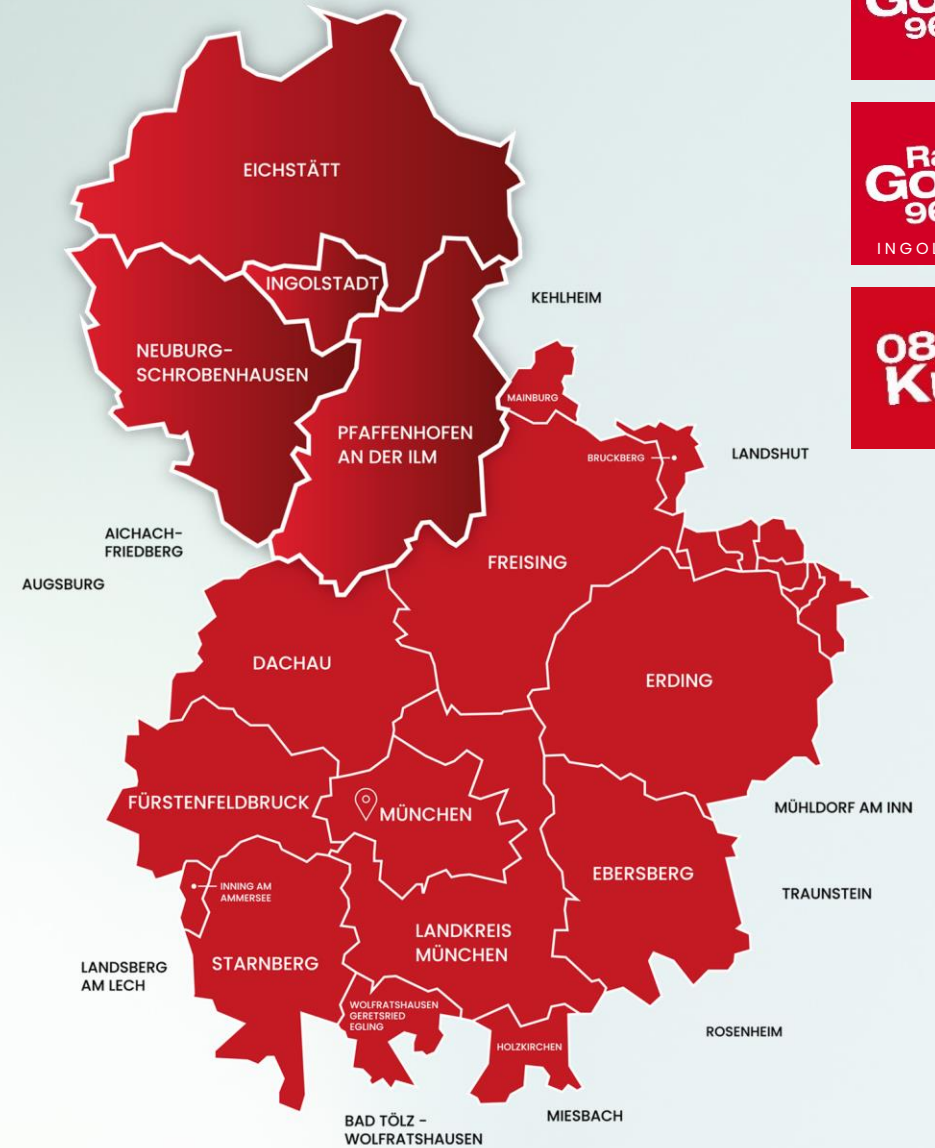 EICHSTÄTT
INGOLSTADT
KEHLHEIM
NEUBURG-
SCHROBENHAUSEN
MAINBURG
PFAFFENHOFEN
AN DER ILM
BRUCKBERG
LANDSHUT
AICHACH-
FRIEDBERG
FREISING
AUGSBURG
DACHAU
ERDING
FÜRSTENFELDBRUCK
MÜNCHEN
MÜHLDORF AM INN
EBERSBERG
TRAUNSTEIN
INNING AM
AMMERSEE
LANDKREIS
MÜNCHEN
STARNBERG
LANDSBERG
AM LECH
WOLFRATSHAUSEN
GERETSRIED
EGLING
ROSENHEIM
HOLZKIRCHEN
MIESBACH
BAD TÖLZ -
WOLFRATSHAUSEN